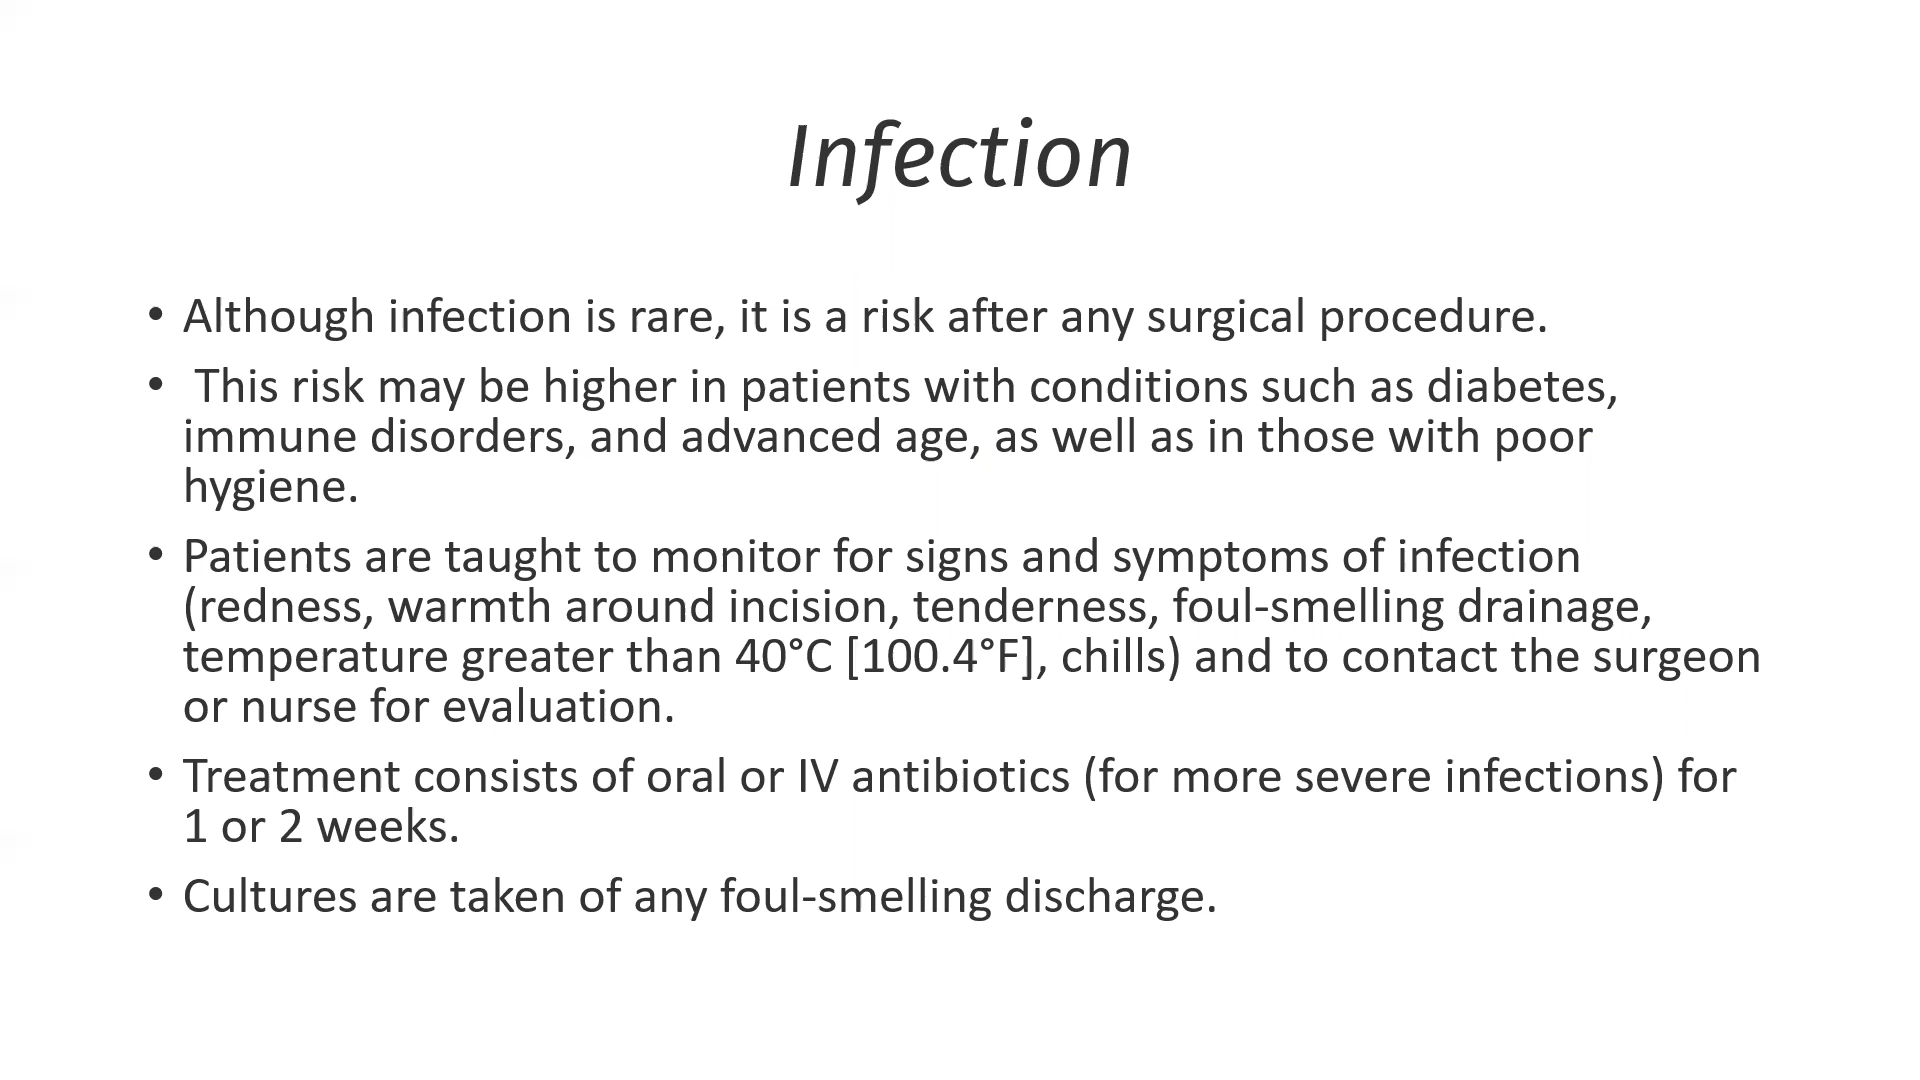 Infection
• Although infection is rare, it is a risk after any surgical procedure.
• This risk may be higher in patients with conditions such as diabetes,
immune disorders, and advanced age, as well as in those with poor
hygiene.
• Patients are taught to monitor for signs and symptoms of infection
(redness, warmth around incision, tenderness, foul-smelling drainage,
temperature greater than 40°C [100.4°F], chills) and to contact the surgeon
or nurse for evaluation.
• Treatment consists of oral or IV antibiotics (for more severe infections) for
1 or 2 weeks.
• Cultures are taken of any foul-smelling discharge.